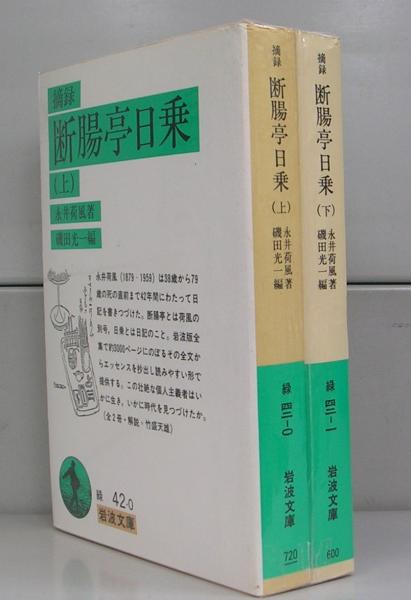 摘録
断腸亭日乗
(上)
永井荷風著
磯田光一編
永井荷風(1879‐1959)は38歳から79
歳の死の直前まで42年間にわたって日
記を書きつづけた。断腸亭とは荷風の
別号,日乗とは日記のこと。岩波版全
集で約3000ページにのぼるその全文か
らエッセンスを抄出し読みやすい形で
提供する。この壮絶な個人主義者はい
かに生き,いかに時代を見つづけたか。
(全2冊・解説・竹盛天雄)
緑 42-0
岩波文庫
摘録 断腸亭日乗(上)
永井荷風著
磯田光一編
緑 四二-0
岩波文庫
720
摘録 断腸亭日乗(下)
永井荷風著
磯田光一編
緑 四二-一
岩波文庫
600